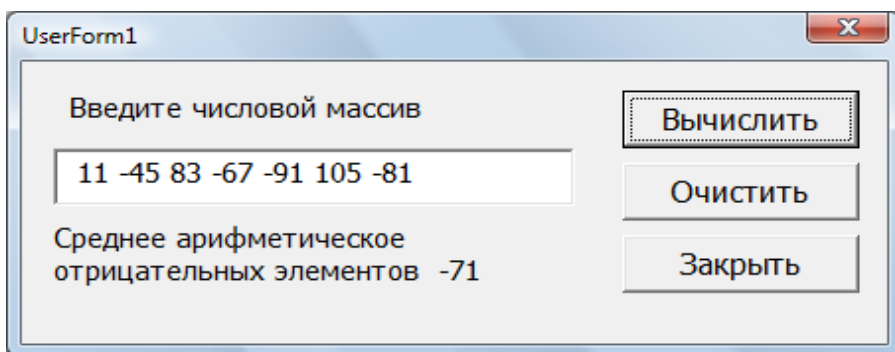 UserForm1
Введите числовой массив
Вычислить
11 -45 83 -67 -91 105 -81
Очистить
Среднее арифметическое
отрицательных элементов -71
Закрыть